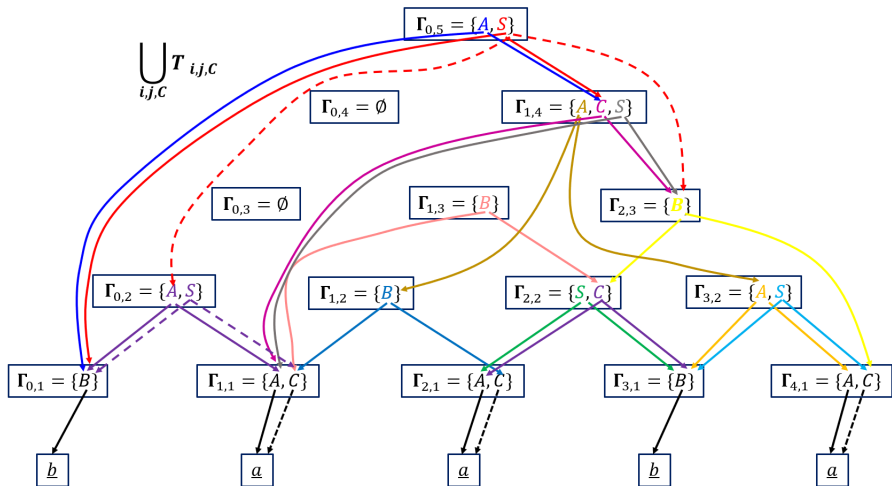 Γ0,5 = {A, S}
⋃ T i,j,C
i,j,C
Γ0,4 = ∅
Γ1,4 = {A, C, S}
Γ0,3 = ∅
Γ1,3 = {B}
Γ2,3 = {B}
Γ0,2 = {A, S}
Γ1,2 = {B}
Γ2,2 = {S, C}
Γ3,2 = {A, S}
Γ0,1 = {B}
Γ1,1 = {A, C}
Γ2,1 = {A, C}
Γ3,1 = {B}
Γ4,1 = {A, C}
b
a
a
b
a